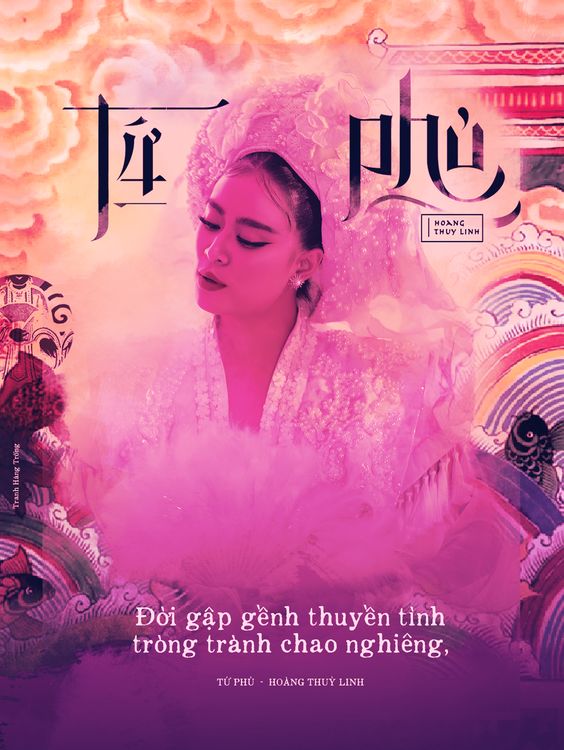 Tứ phủ
HOÀNG
THUỲ LINH
Tranh Hàng Trống
Đời gập gềnh thuyền tình
tròng trành chao nghiêng,
TỨ PHỦ - HOÀNG THUỲ LINH